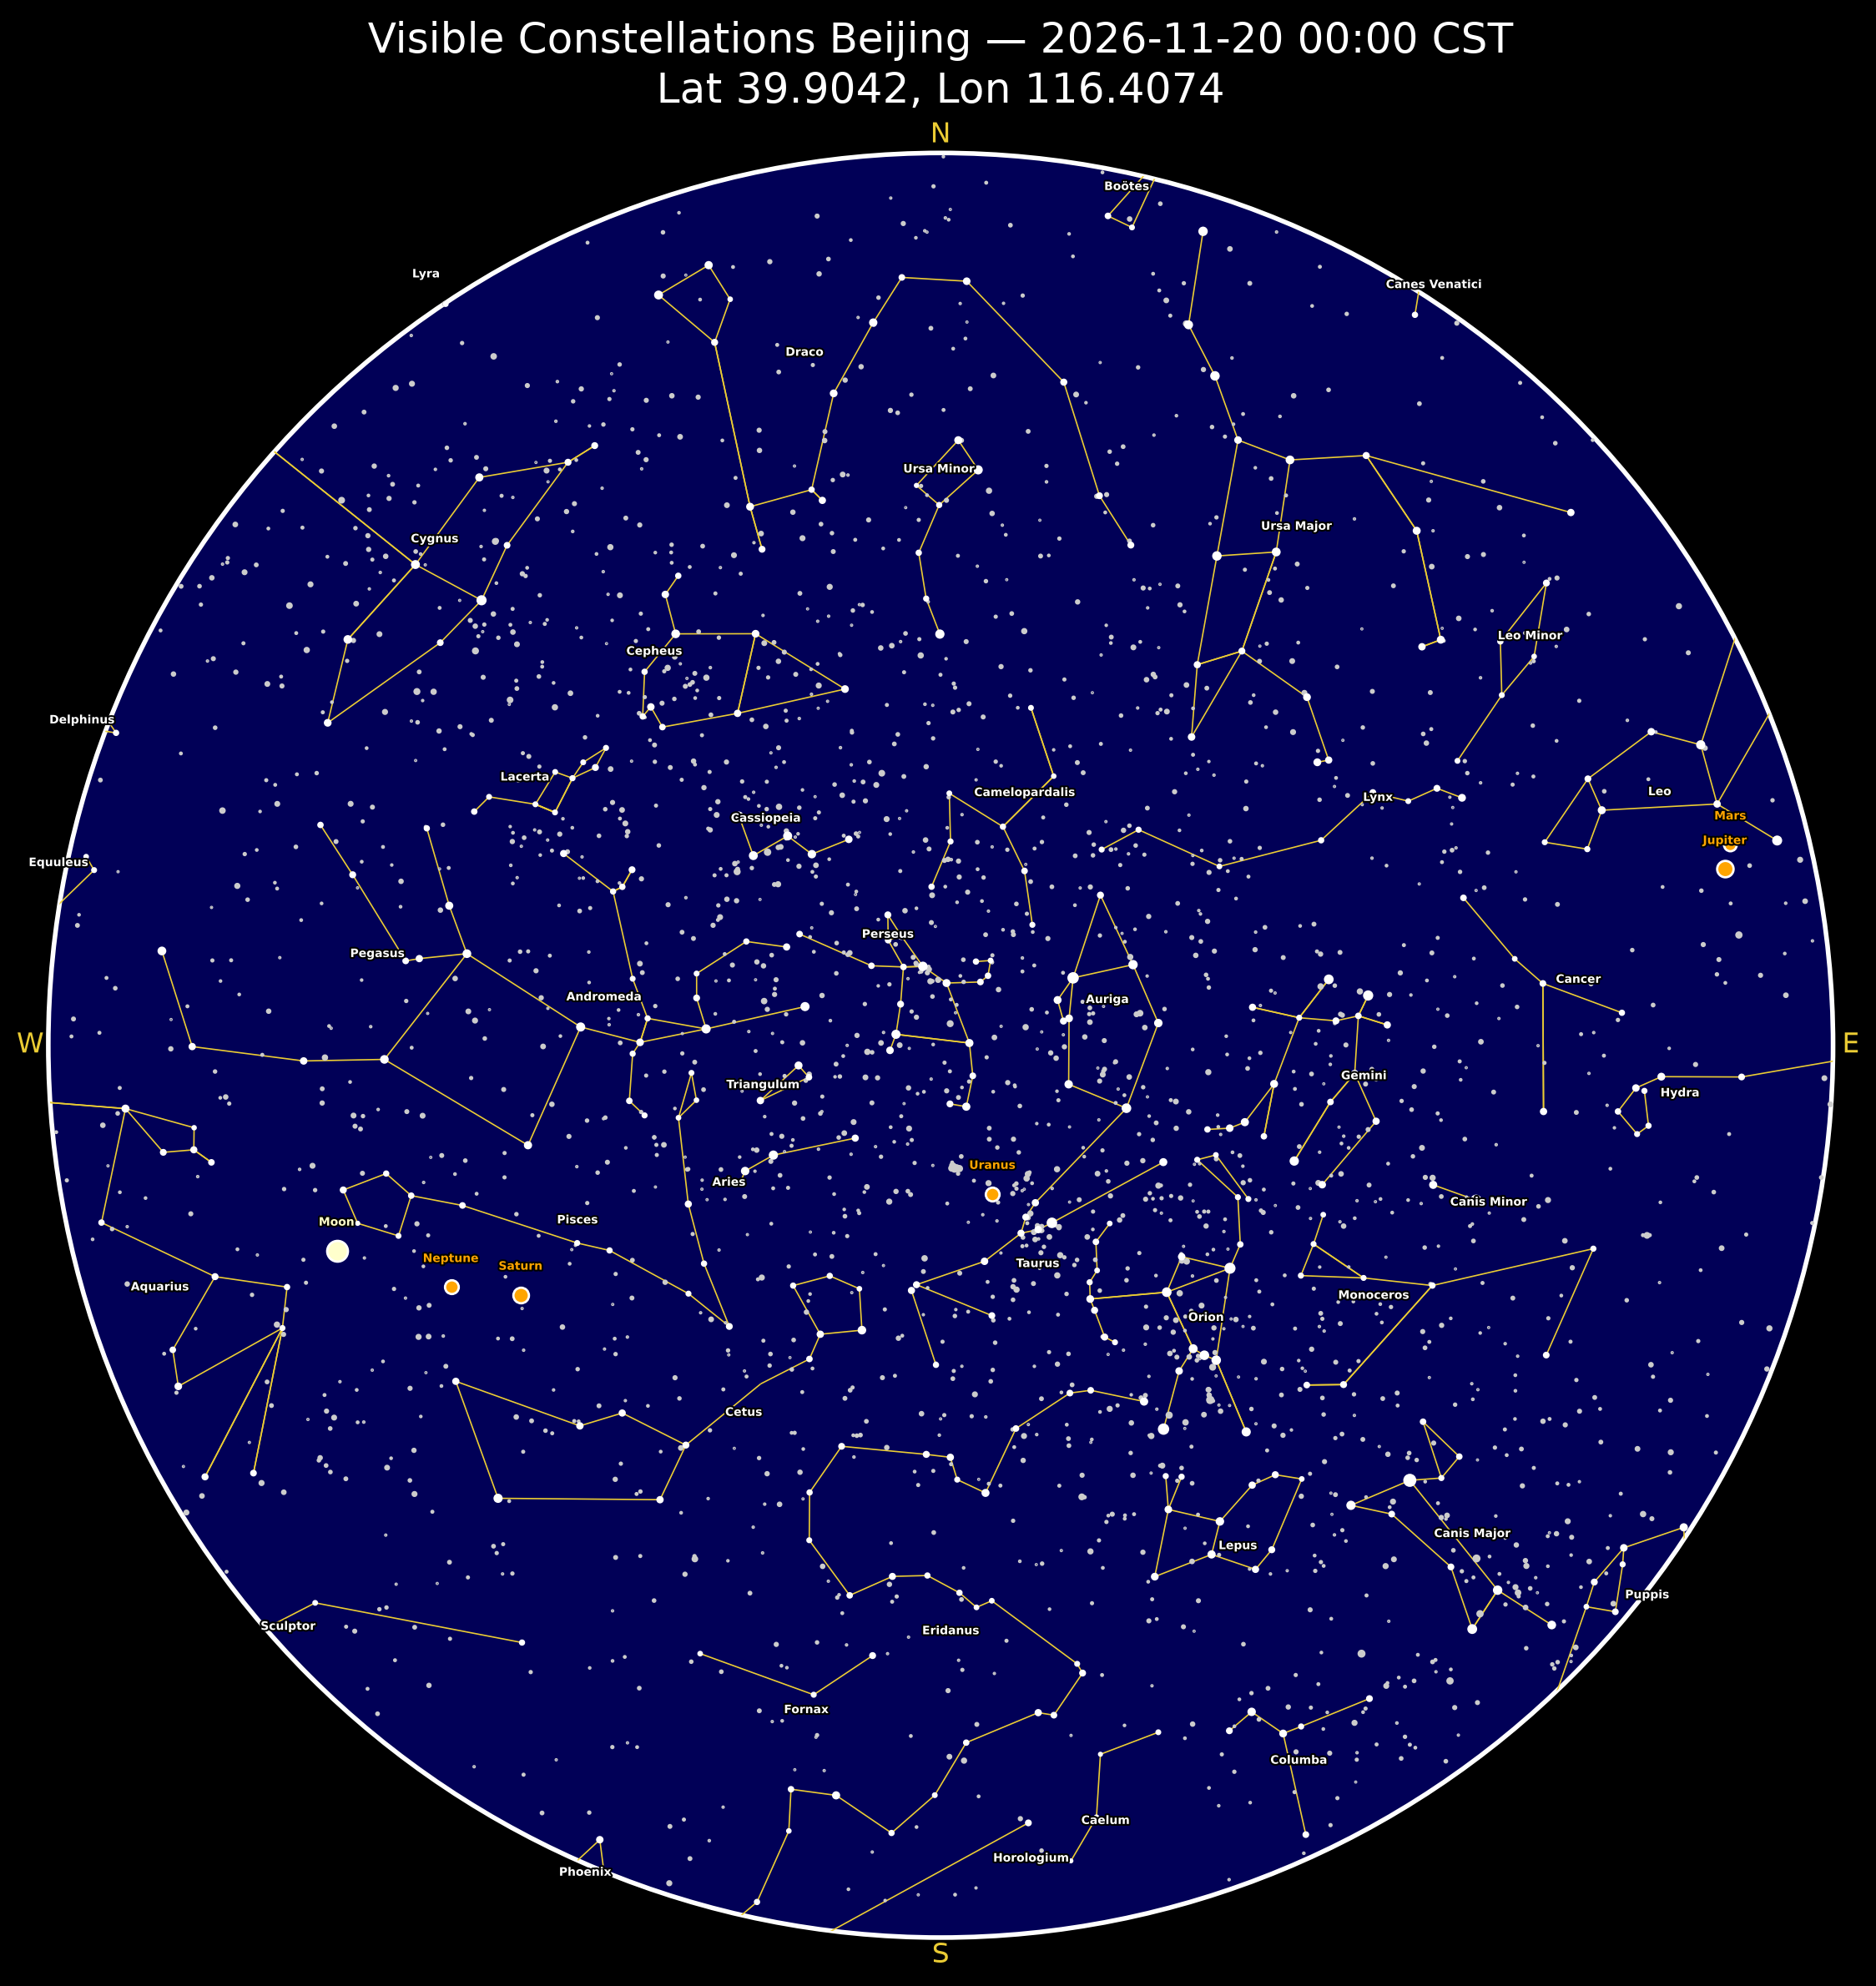 Visible Constellations Beijing — 2026-11-20 00:00 CST
Lat 39.9042, Lon 116.4074
N
Boötes
Lyra
Canes Venatici
Draco
Ursa Minor
Ursa Major
Cygnus
Leo Minor
Cepheus
Delphinus
Lacerta
Camelopardalis
Leo
Lynx
Cassiopeia
Mars
Jupiter
Equuleus
Perseus
Pegasus
Cancer
Andromeda
Auriga
W
E
Gemini
Triangulum
Hydra
Uranus
Aries
Canis Minor
Pisces
Moon
Neptune
Saturn
Taurus
Aquarius
Monoceros
Orion
Cetus
Canis Major
Lepus
Puppis
Sculptor
Eridanus
Fornax
Columba
Caelum
Horologium
Phoenix
S